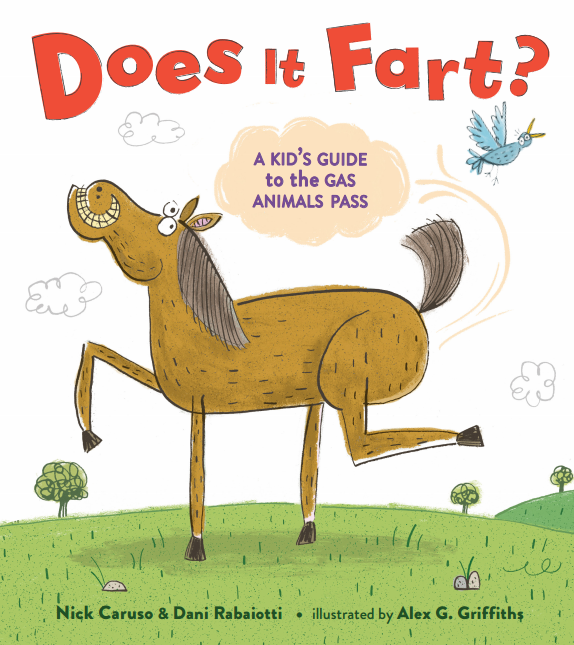 Does It Fart?
A KID'S GUIDE
to the GAS
ANIMALS PASS
Nick Caruso & Dani Rabaiotti • illustrated by Alex G. Griffiths